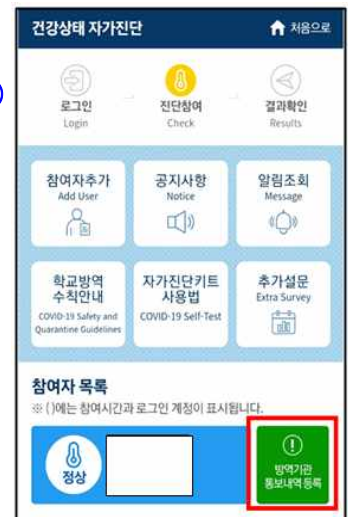 건강상태 자가진단
처음으로
로그인
Login
진단참여
Check
결과확인
Results
참여자추가
Add User
공지사항
Notice
알림조회
Message
학교방역
수칙안내
COVID-19 Safety and
Quarantine Guidelines
자가진단키트
사용법
COVID-19 Self-Test
추가설문
Extra Survey
참여자 목록
※ ( )에는 참여시간과 로그인 계정이 표시됩니다.
정상
방역기관
통보내역 등록